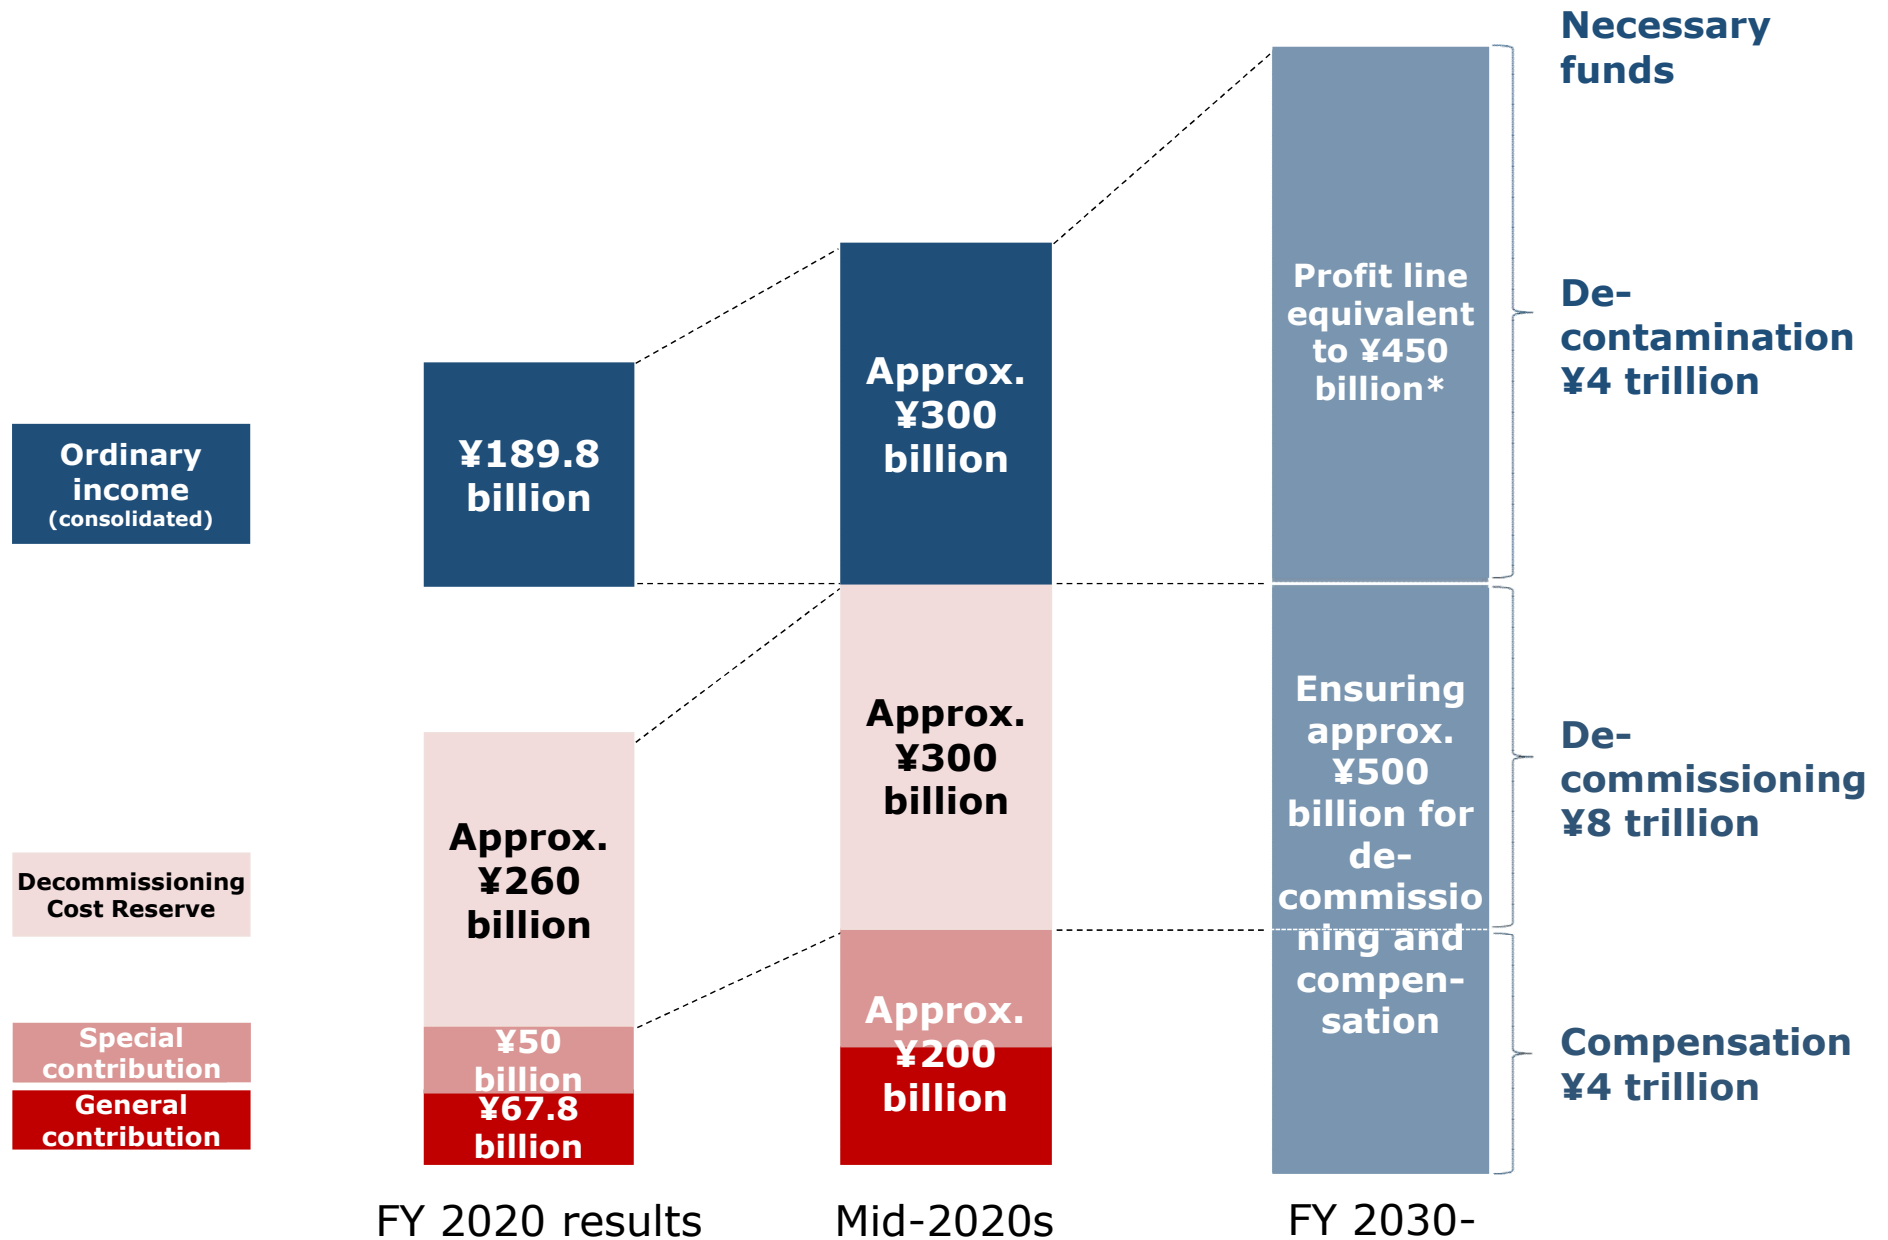 Necessary
funds
Ordinary
income
(consolidated)
Decommissioning
Cost Reserve
Special
contribution
General
contribution
¥189.8
billion
Approx.
¥260
billion
¥50
billion
¥67.8
billion
FY 2020 results
Approx.
¥300
billion
Approx.
¥300
billion
Approx.
¥200
billion
Mid-2020s
Profit line
equivalent
to ¥450
billion*
Ensuring
approx.
¥500
billion for
de-
commissio
ning and
compen-
sation
FY 2030-
De-
contamination
¥4 trillion
De-
commissioning
¥8 trillion
Compensation
¥4 trillion